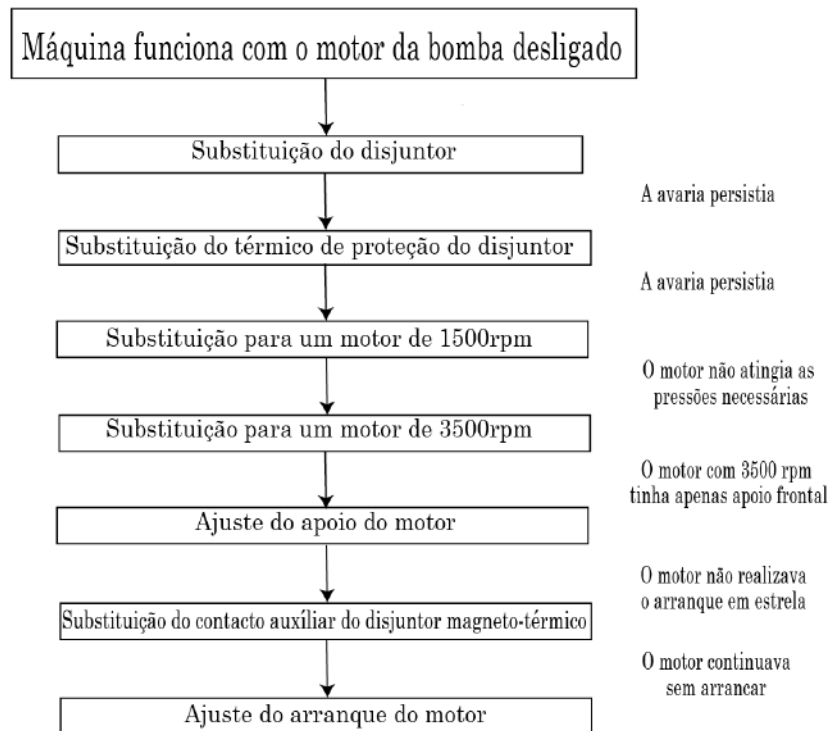 Máquina funciona com o motor da bomba desligado
Substituição do disjuntor
A avaria persistia
Substituição do térmico de proteção do disjuntor
A avaria persistia
Substituição para um motor de 1500rpm
O motor não atingia as
pressões necessárias
Substituição para um motor de 3500rpm
O motor com 3500 rpm
tinha apenas apoio frontal
Ajuste do apoio do motor
O motor não realizava
o arranque em estrela
Substituição do contacto auxíliar do disjuntor magneto-térmico
O motor continuava
sem arrancar
Ajuste do arranque do motor